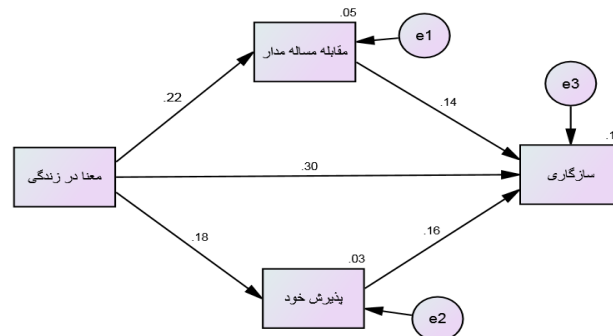 .05
مقابله مساله مدار
e1
.22
.14
e3
معنا در زندگی
.30
سازگاری
.18
.16
.03
پذیرش خود
e2